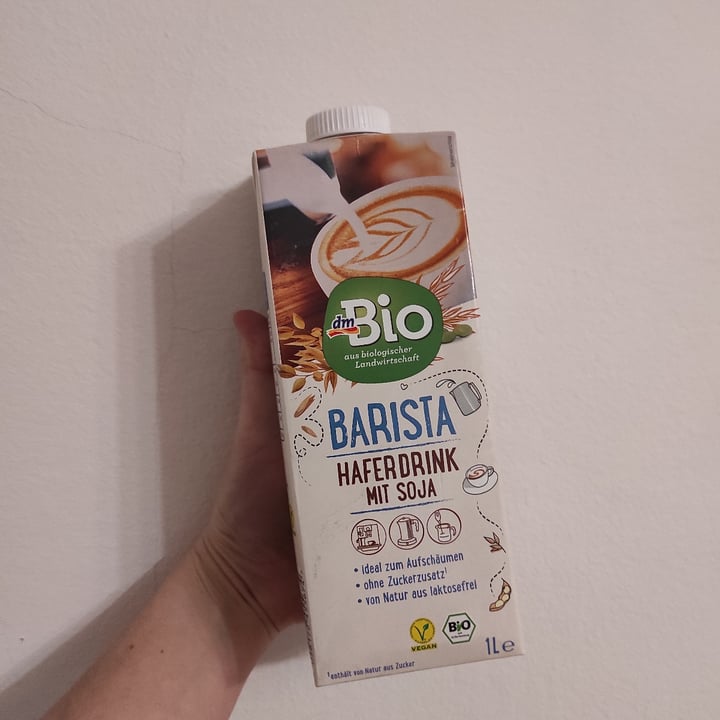 dm
Bio
aus biologischer
Landwirtschaft
BARISTA
HAFERDRINK
MIT SOJA
• ideal zum Aufschäumen
• ohne Zuckerzusatz¹
• von Natur aus laktosefrei
VEGAN
BIO
1L e
¹enthält von Natur aus Zucker